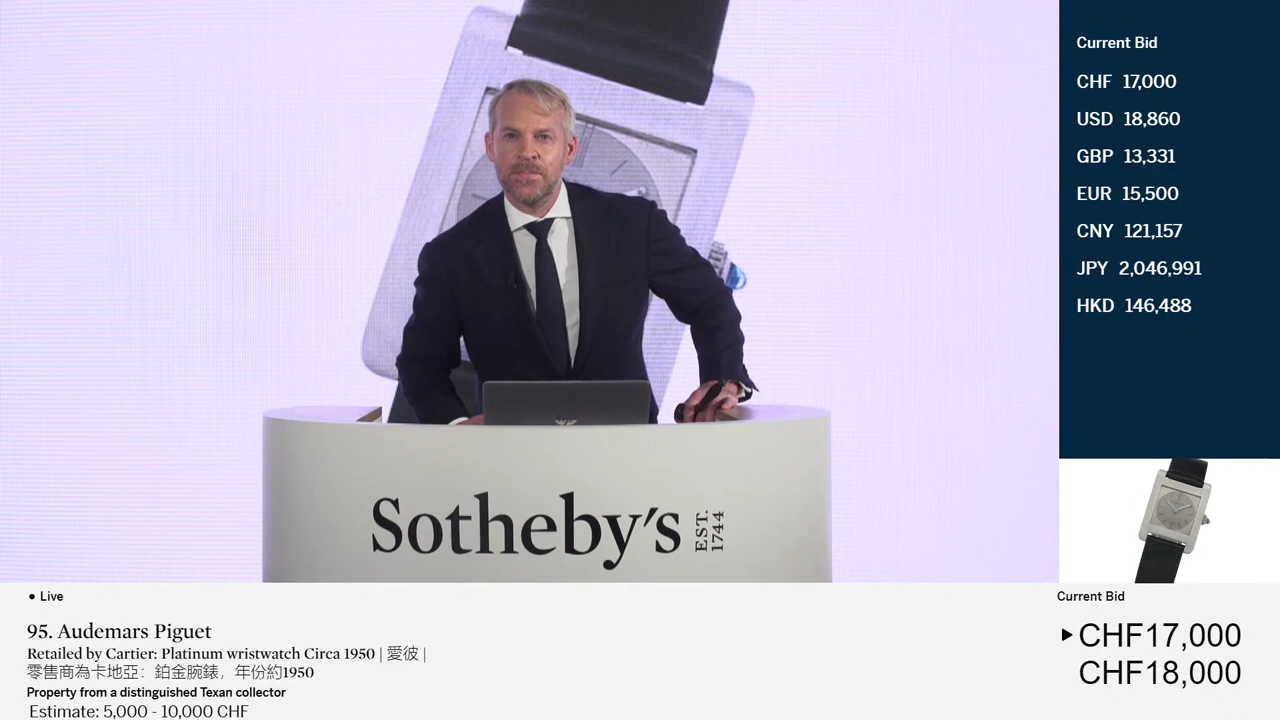 Current Bid
CHF 17,000
USD 18,860
GBP 13,331
EUR 15,500
CNY 121,157
JPY 2,046,991
HKD 146,488
Sotheby's
EST.
1744
• Live
95. Audemars Piguet
Retailed by Cartier: Platinum wristwatch Circa 1950 | 愛彼 |
零售商為卡地亞：鉑金腕錶，年份約1950
Property from a distinguished Texan collector
Estimate: 5,000 - 10,000 CHF
Current Bid
CHF17,000
CHF18,000